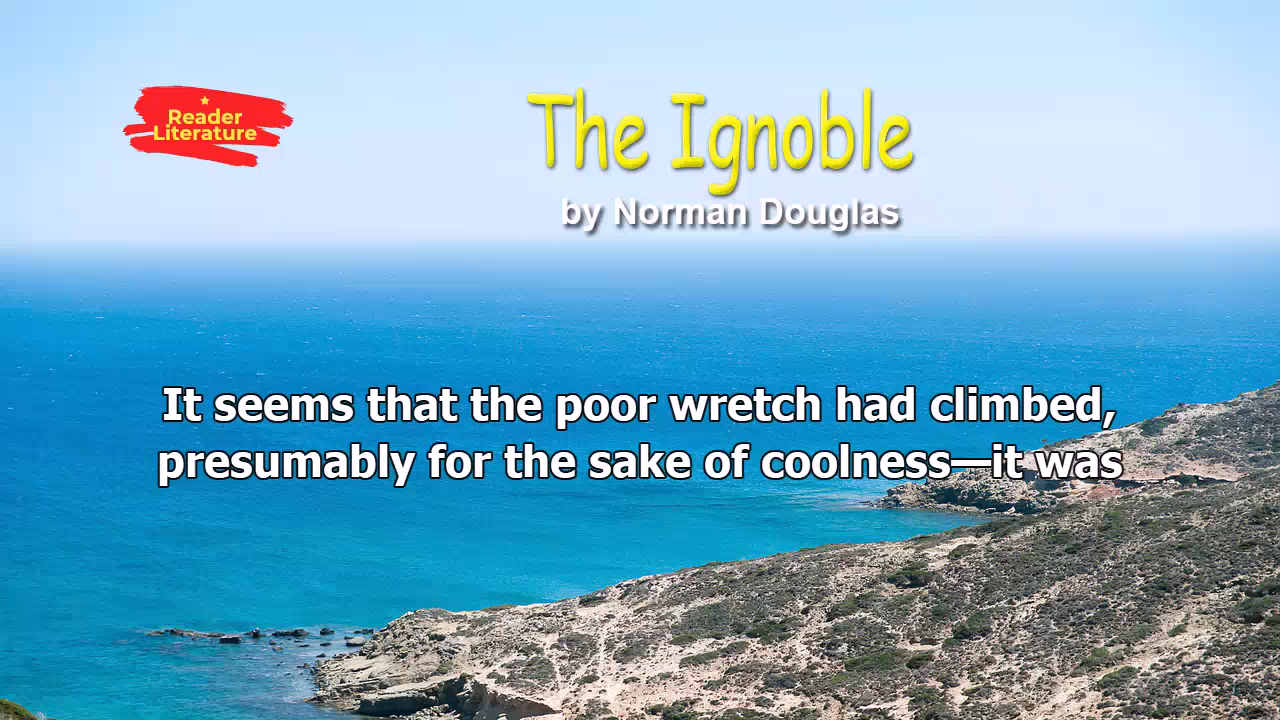 Reader
Literature
The Ignoble
by Norman Douglas
It seems that the poor wretch had climbed,
presumably for the sake of coolness—it was